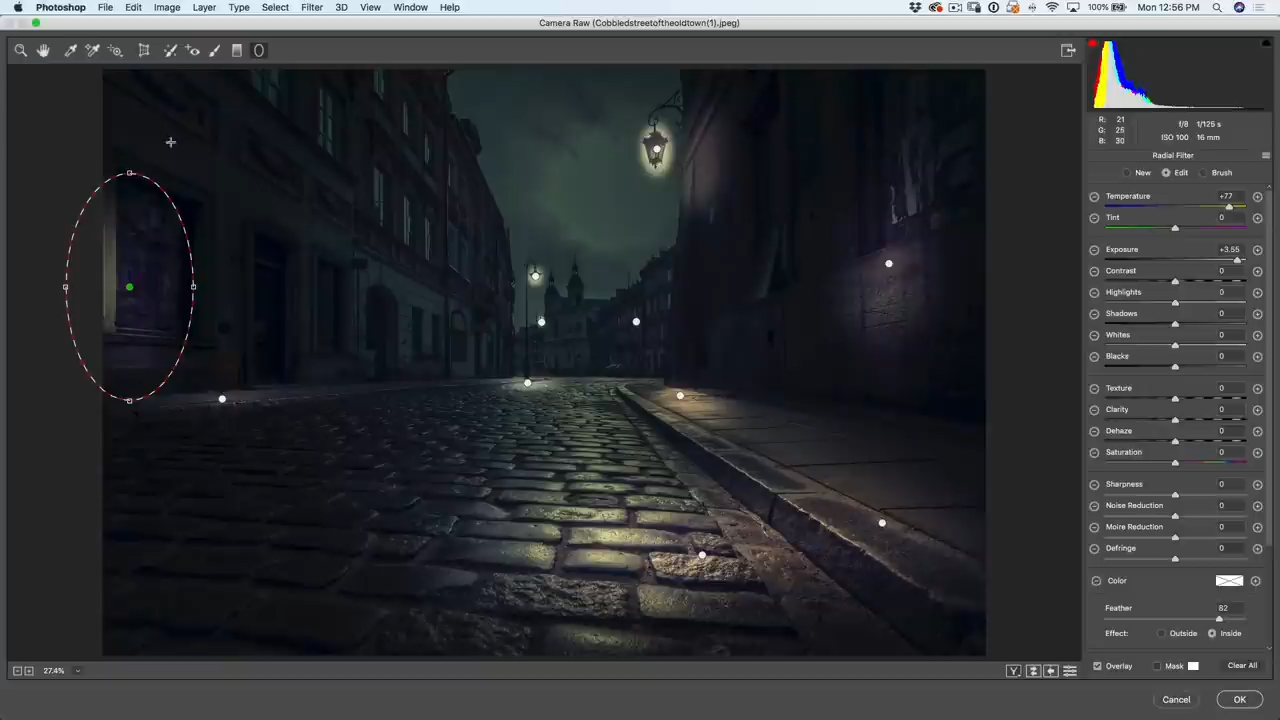 Photoshop File Edit Image Layer Type Select Filter 3D View Window Help 100% Mon 12:56 PM
Camera Raw (Cobbledstreetoftheoldtown(1).jpeg)
R: 21
G: 26
B: 30
f/8 1/125 s
ISO 100 16 mm
Radial Filter
New Edit Brush
Temperature +77
Tint 0
Exposure +3.55
Contrast 0
Highlights 0
Shadows 0
Whites 0
Blacks 0
Texture 0
Clarity 0
Dehaze 0
Saturation 0
Sharpness 0
Noise Reduction 0
Moire Reduction 0
Defringe 0
Color
Feather 82
Effect: Outside Inside
27.4% Y Overlay Mask Clear All
Cancel OK